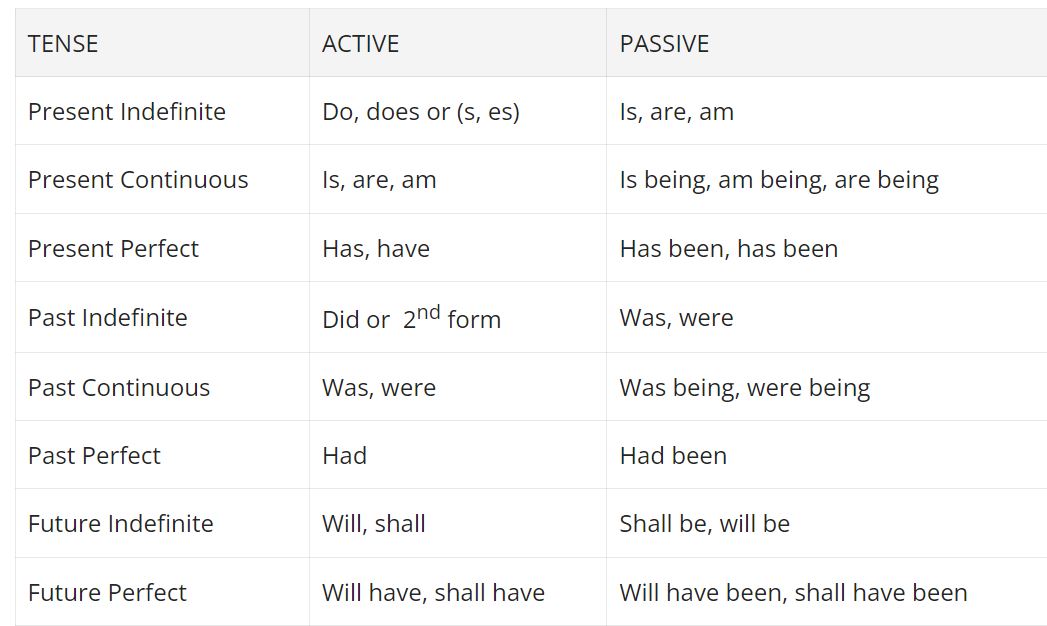 TENSE ACTIVE PASSIVE
Present Indefinite Do, does or (s, es) Is, are, am
Present Continuous Is, are, am Is being, am being, are being
Present Perfect Has, have Has been, has been
Past Indefinite Did or 2nd form Was, were
Past Continuous Was, were Was being, were being
Past Perfect Had Had been
Future Indefinite Will, shall Shall be, will be
Future Perfect Will have, shall have Will have been, shall have been